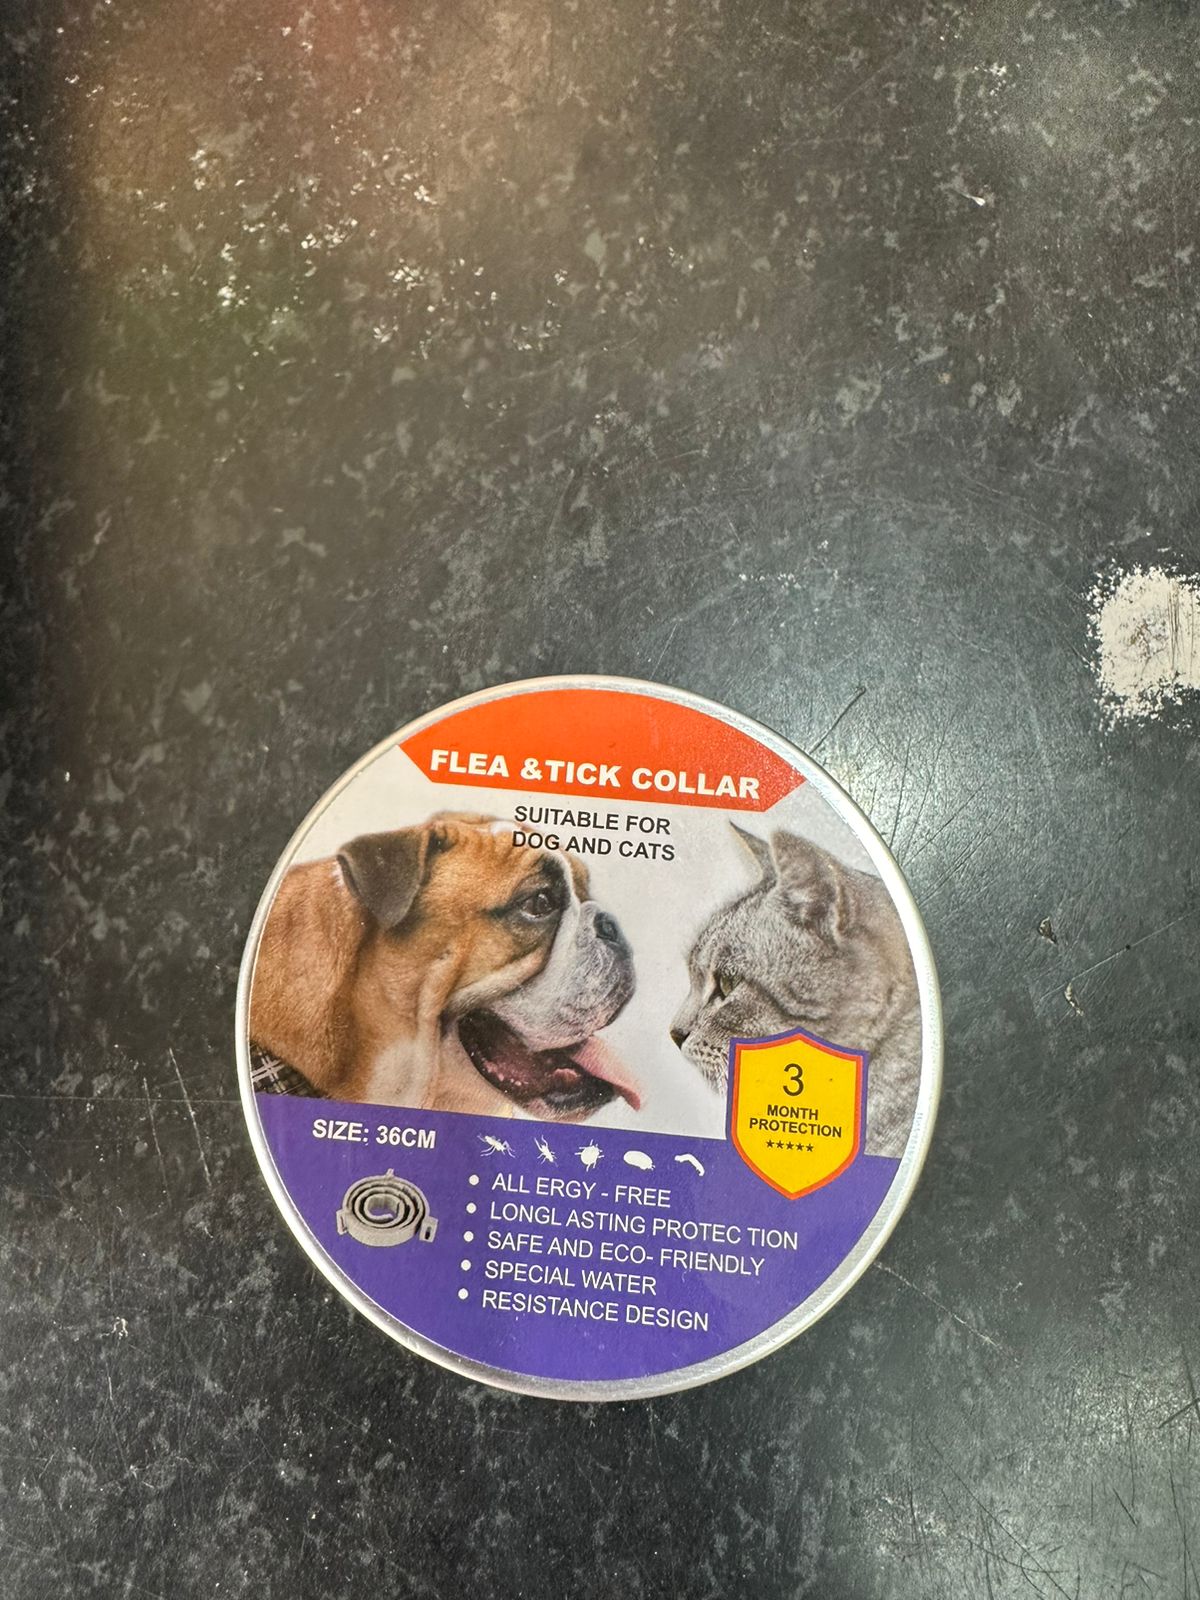 FLEA &TICK COLLAR
SUITABLE FOR
DOG AND CATS
3
MONTH
PROTECTION
★★★★★
SIZE: 36CM
• ALL ERGY - FREE
• LONGL ASTING PROTEC TION
• SAFE AND ECO- FRIENDLY
• SPECIAL WATER
• RESISTANCE DESIGN